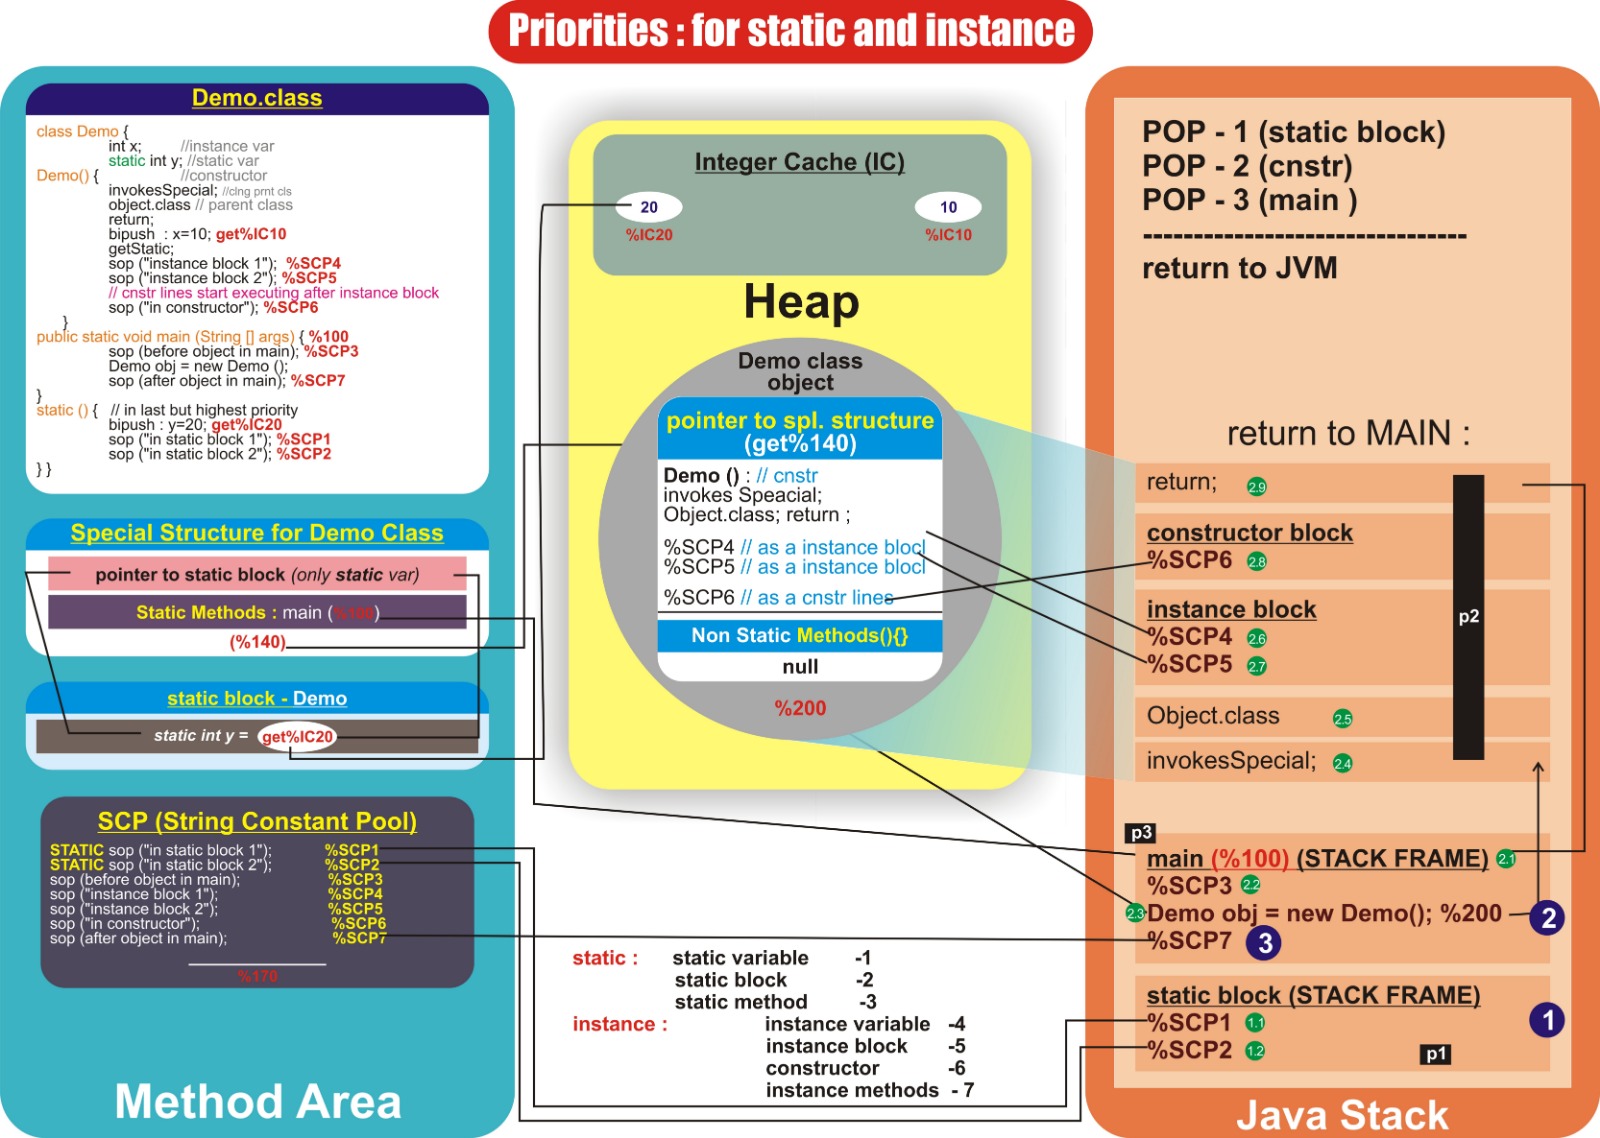 Priorities : for static and instance
Demo.class
class Demo {
int x; //instance var
static int y; //static var
Demo() { //constructor
invokesSpecial; //clng prnt cls
object.class // parent class
return;
bipush : x=10; get%IC10
getStatic;
sop ("instance block 1"); %SCP4
sop ("instance block 2"); %SCP5
// cnstr lines start executing after instance block
sop ("in constructor"); %SCP6
}
public static void main (String [] args) { %100
sop (before object in main); %SCP3
Demo obj = new Demo ();
sop (after object in main); %SCP7
}
static () { // in last but highest priority
bipush : y=20; get%IC20
sop ("in static block 1"); %SCP1
sop ("in static block 2"); %SCP2
} }
Special Structure for Demo Class
pointer to static block (only static var)
Static Methods : main (%100)
(%140)
static block - Demo
static int y = get%IC20
SCP (String Constant Pool)
STATIC sop ("in static block 1"); %SCP1
STATIC sop ("in static block 2"); %SCP2
sop (before object in main); %SCP3
sop ("instance block 1"); %SCP4
sop ("instance block 2"); %SCP5
sop ("in constructor"); %SCP6
sop (after object in main); %SCP7
%170
Method Area
Integer Cache (IC)
20 10
%IC20 %IC10
Heap
Demo class
object
pointer to spl. structure
(get%140)
Demo () : // cnstr
invokes Speacial;
Object.class; return ;
%SCP4 // as a instance blocl
%SCP5 // as a instance blocl
%SCP6 // as a cnstr lines
Non Static Methods(){}
null
%200
static : static variable -1
static block -2
static method -3
instance : instance variable -4
instance block -5
constructor -6
instance methods - 7
POP - 1 (static block)
POP - 2 (cnstr)
POP - 3 (main )
--------------------------------
return to JVM
return to MAIN :
return; 2.9
constructor block
%SCP6 2.8
instance block
%SCP4 2.6
%SCP5 2.7
p2
Object.class 2.5
invokesSpecial; 2.4
p3
main (%100) (STACK FRAME) 2.1
%SCP3 2.2
2.3 Demo obj = new Demo(); %200 2
%SCP7 3
static block (STACK FRAME)
%SCP1 1.1 1
%SCP2 1.2 p1
Java Stack